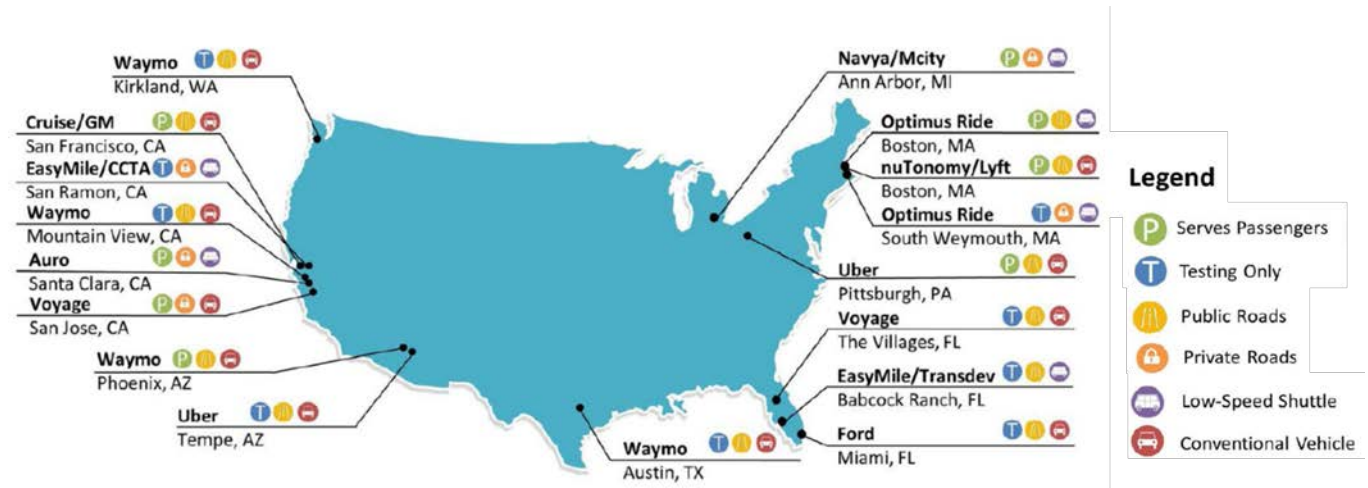 Waymo
Kirkland, WA
Cruise/GM
San Francisco, CA
EasyMile/CCTA
San Ramon, CA
Waymo
Mountain View, CA
Auro
Santa Clara, CA
Voyage
San Jose, CA
Waymo
Phoenix, AZ
Uber
Tempe, AZ
Waymo
Austin, TX
Navya/Mcity
Ann Arbor, MI
Optimus Ride
Boston, MA
nuTonomy/Lyft
Boston, MA
Optimus Ride
South Weymouth, MA
Uber
Pittsburgh, PA
Voyage
The Villages, FL
EasyMile/Transdev
Babcock Ranch, FL
Ford
Miami, FL
Legend
P Serves Passengers
T Testing Only
Public Roads
Private Roads
Low-Speed Shuttle
Conventional Vehicle